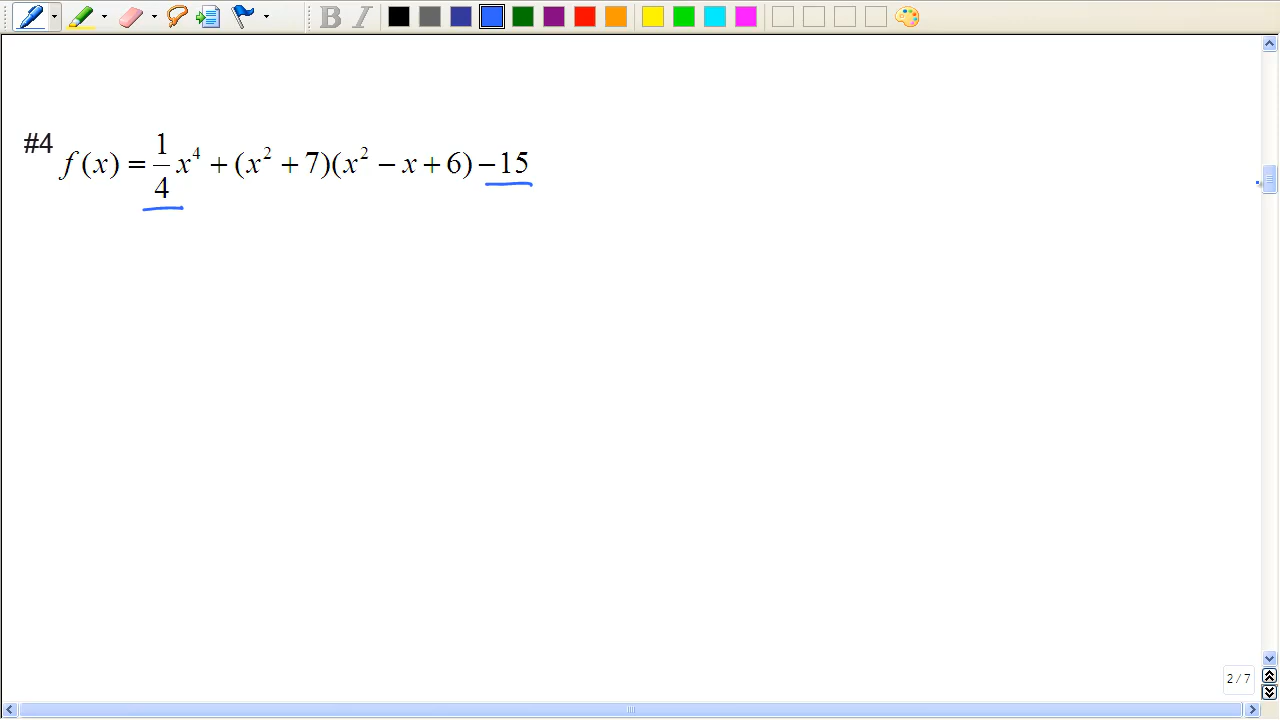 B I
#4 f(x) = 1/4 x⁴ + (x² + 7)(x² − x + 6) − 15
2 / 7